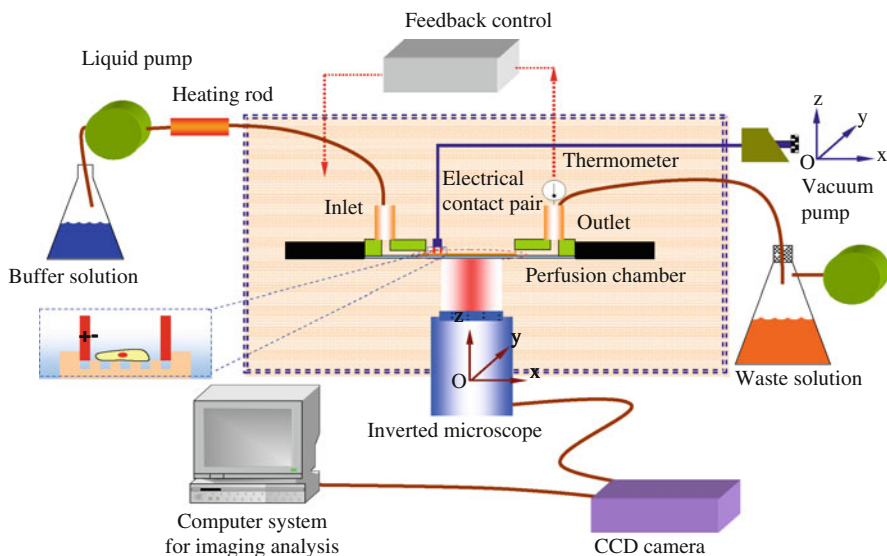 Feedback control
Liquid pump
Heating rod
z
y
x
O
Thermometer
Vacuum
pump
Electrical
contact pair
Inlet
Outlet
Buffer solution
Perfusion chamber
+-
z
y
x
O
Waste solution
Inverted microscope
Computer system
for imaging analysis
CCD camera